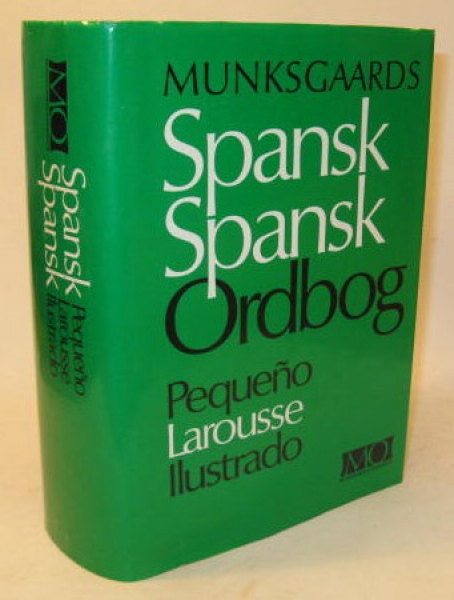 MUNKSGAARDS
Spansk
Spansk
Ordbog
Pequeño
Larousse
Ilustrado
MO
MO
Spansk
Spansk
Pequeño
Larousse
Ilustrado